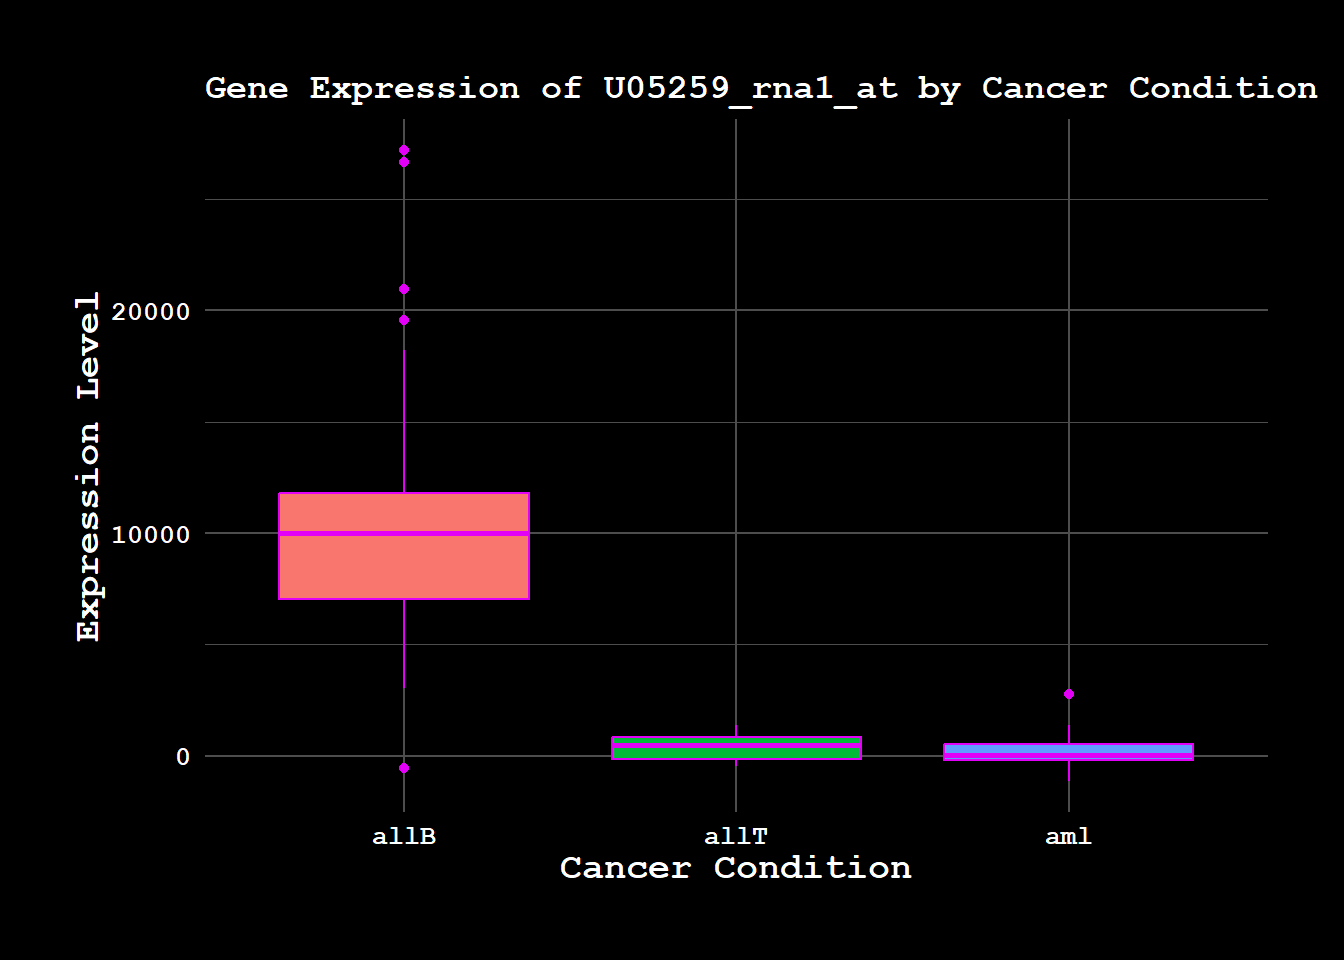 Gene Expression of U05259_rna1_at by Cancer Condition
Expression Level
20000
10000
0
allB
allT
aml
Cancer Condition